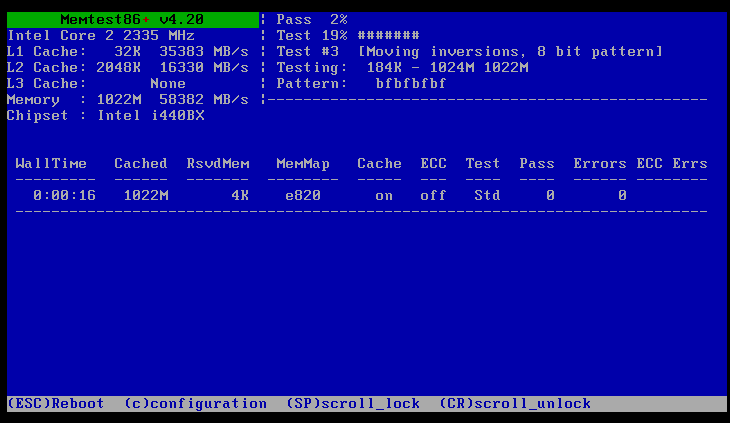 Memtest86+ v4.20 | Pass 2%
Intel Core 2 2335 MHz | Test 19% #######
L1 Cache: 32K 35383 MB/s | Test #3 [Moving inversions, 8 bit pattern]
L2 Cache: 2048K 16330 MB/s | Testing: 184K - 1024M 1022M
L3 Cache: None | Pattern: bfbfbfbf
Memory : 1022M 58382 MB/s |-------------------------------------------------
Chipset : Intel i440BX
WallTime Cached RsvdMem MemMap Cache ECC Test Pass Errors ECC Errs
--------- ------ ------- -------- ----- --- ---- ---- ------ --------
0:00:16 1022M 4K e820 on off Std 0 0
-----------------------------------------------------------------------------
(ESC)Reboot (c)configuration (SP)scroll_lock (CR)scroll_unlock